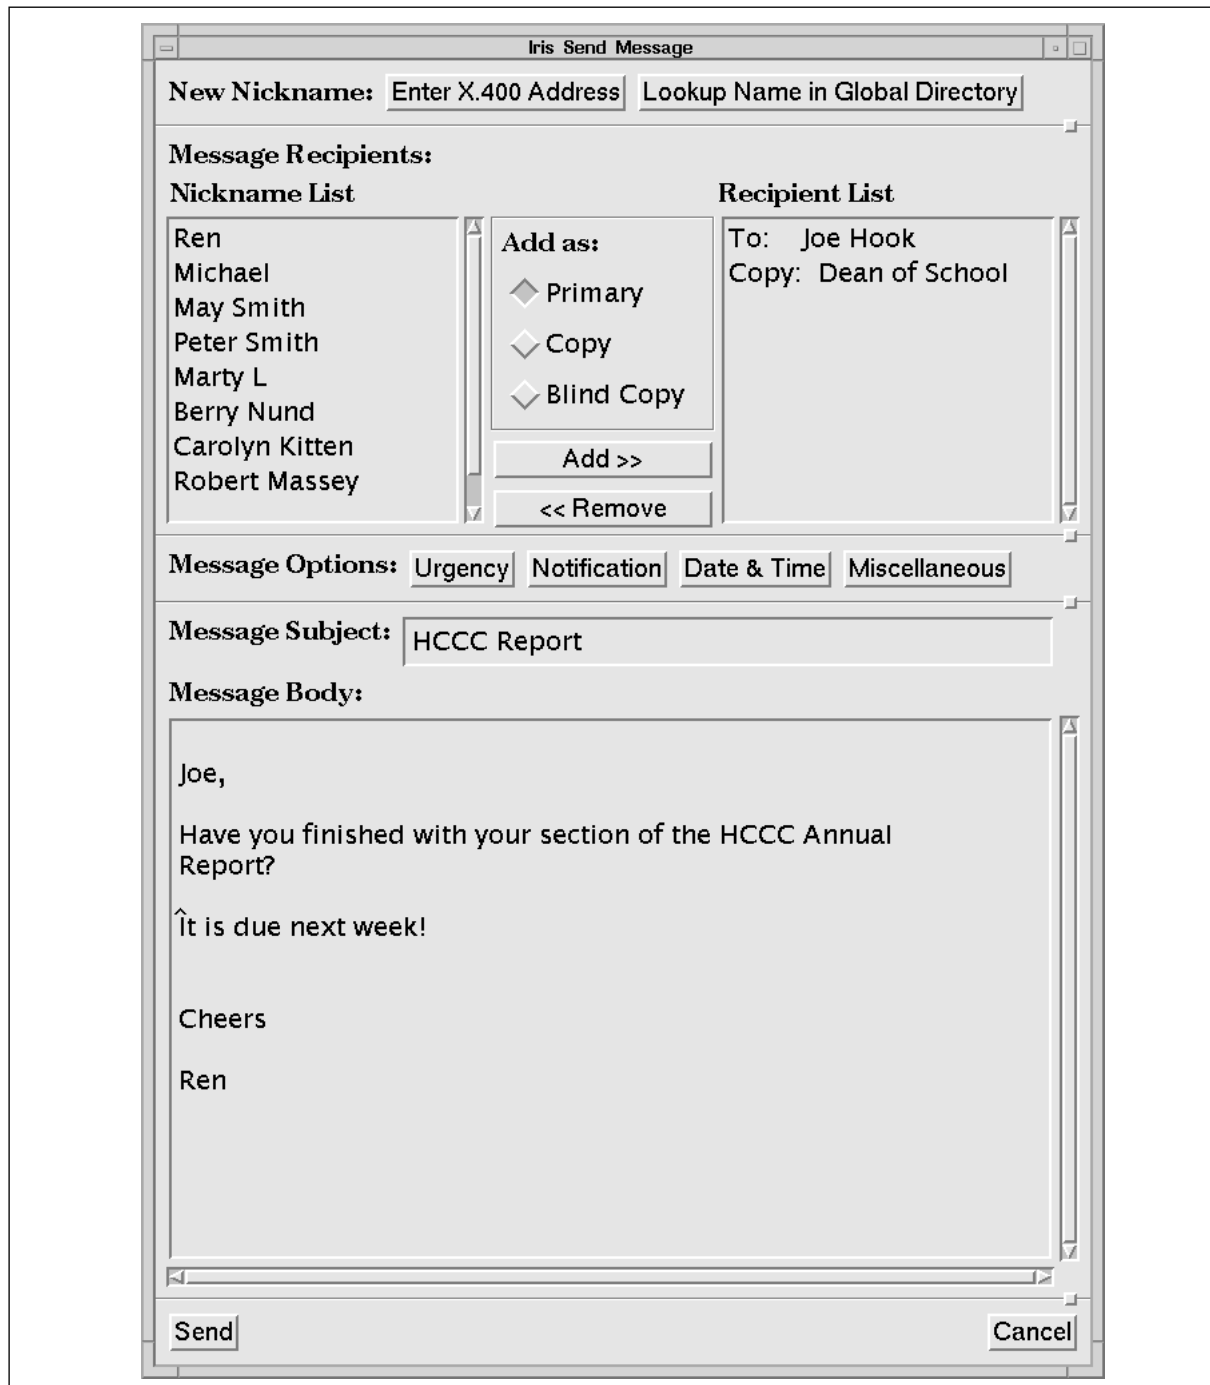 Iris Send Message
New Nickname: Enter X.400 Address Lookup Name in Global Directory
Message Recipients:
Nickname List
Ren
Michael
May Smith
Peter Smith
Marty L
Berry Nund
Carolyn Kitten
Robert Massey
Add as:
Primary
Copy
Blind Copy
Add >>
<< Remove
Recipient List
To: Joe Hook
Copy: Dean of School
Message Options: Urgency Notification Date & Time Miscellaneous
Message Subject: HCCC Report
Message Body:
Joe,
Have you finished with your section of the HCCC Annual
Report?
It is due next week!
Cheers
Ren
Send Cancel